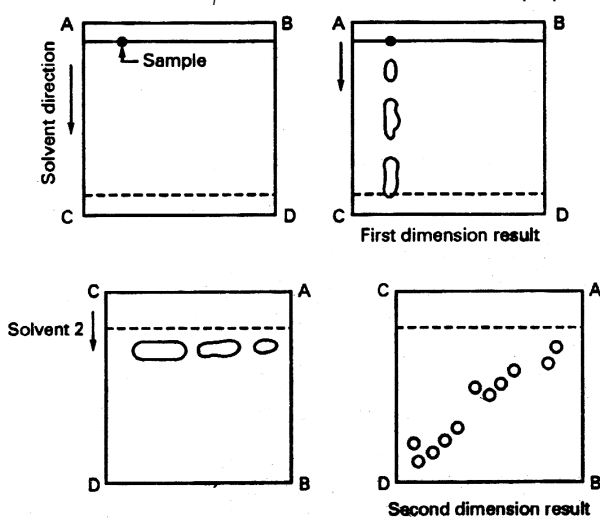 A B
Sample
Solvent direction
C D
A B
C D
First dimension result
C A
Solvent 2
D B
C A
D B
Second dimension result